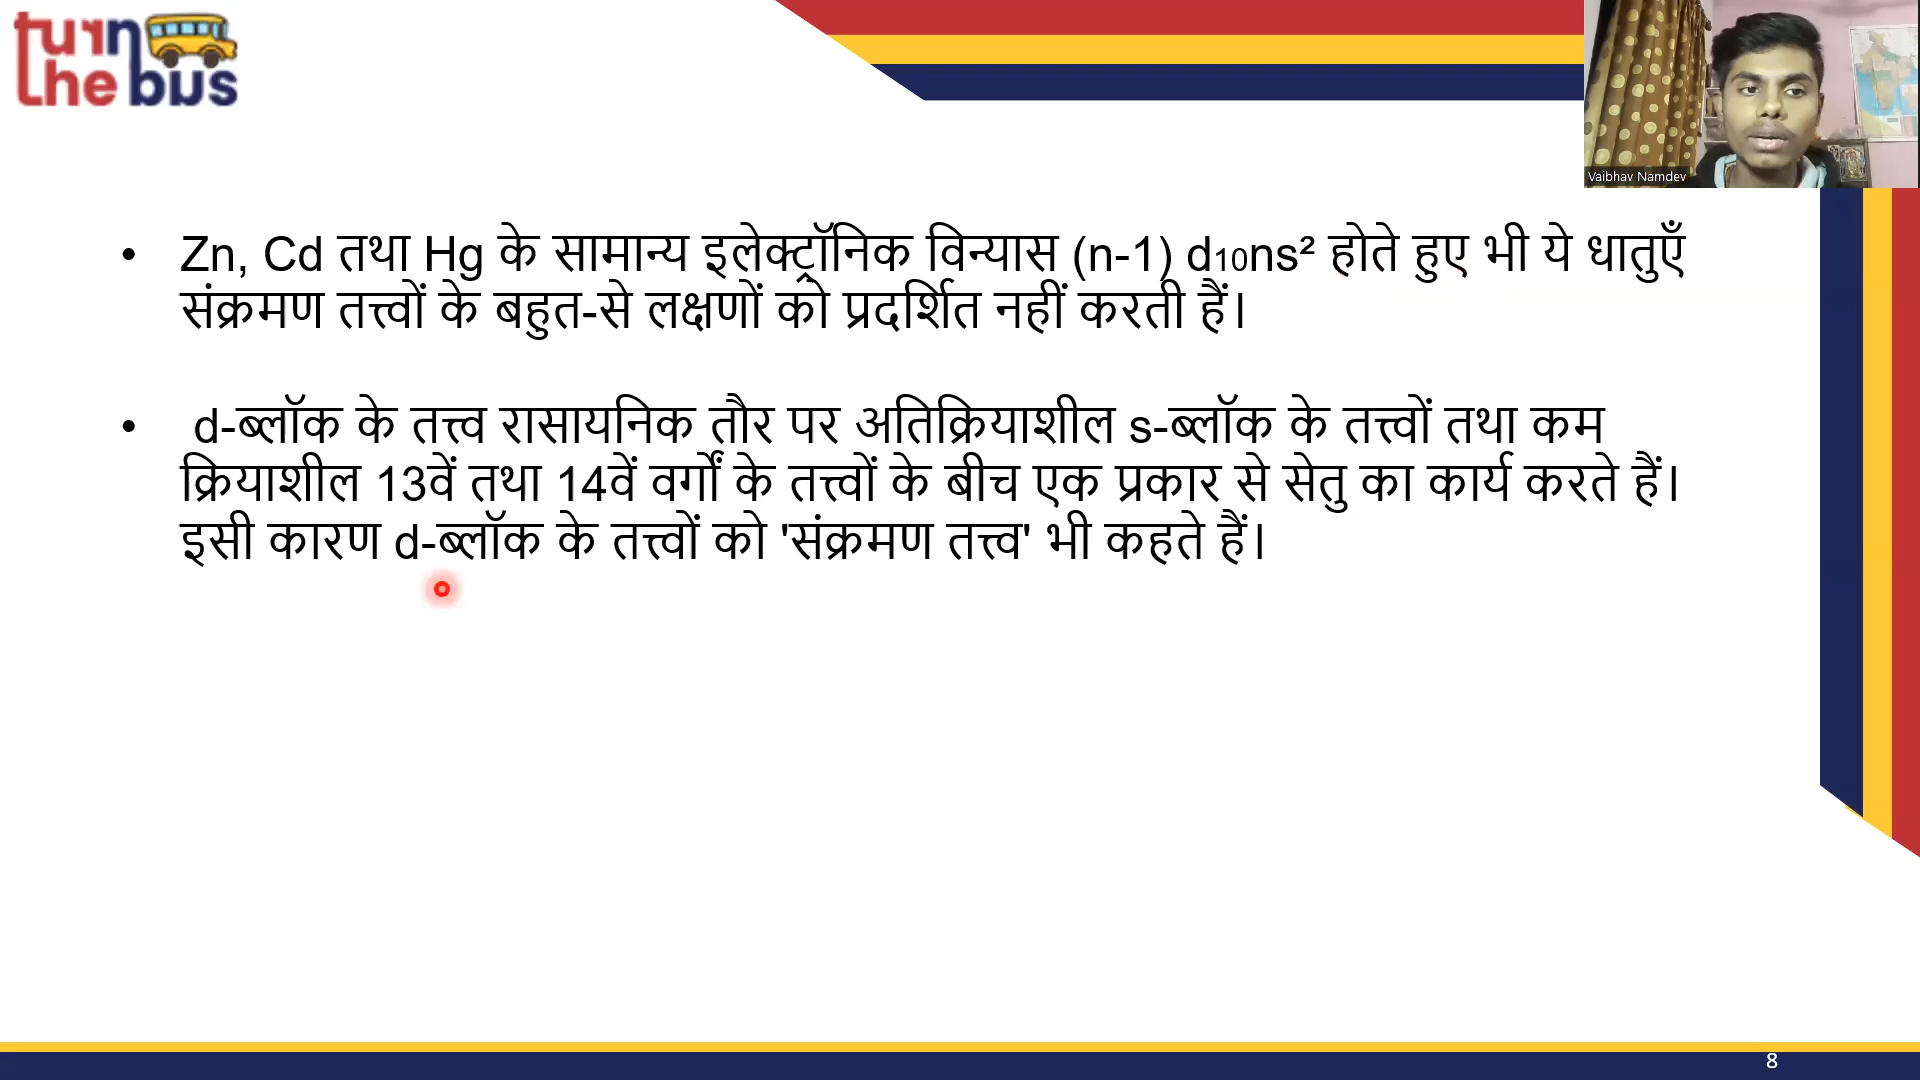 turn
the bus
Vaibhav Namdev
• Zn, Cd तथा Hg के सामान्य इलेक्ट्रॉनिक विन्यास (n-1) d₁₀ns² होते हुए भी ये धातुएँ
संक्रमण तत्त्वों के बहुत-से लक्षणों को प्रदर्शित नहीं करती हैं।
• d-ब्लॉक के तत्त्व रासायनिक तौर पर अतिक्रियाशील s-ब्लॉक के तत्त्वों तथा कम
क्रियाशील 13वें तथा 14वें वर्गों के तत्त्वों के बीच एक प्रकार से सेतु का कार्य करते हैं।
इसी कारण d-ब्लॉक के तत्त्वों को 'संक्रमण तत्त्व' भी कहते हैं।
8